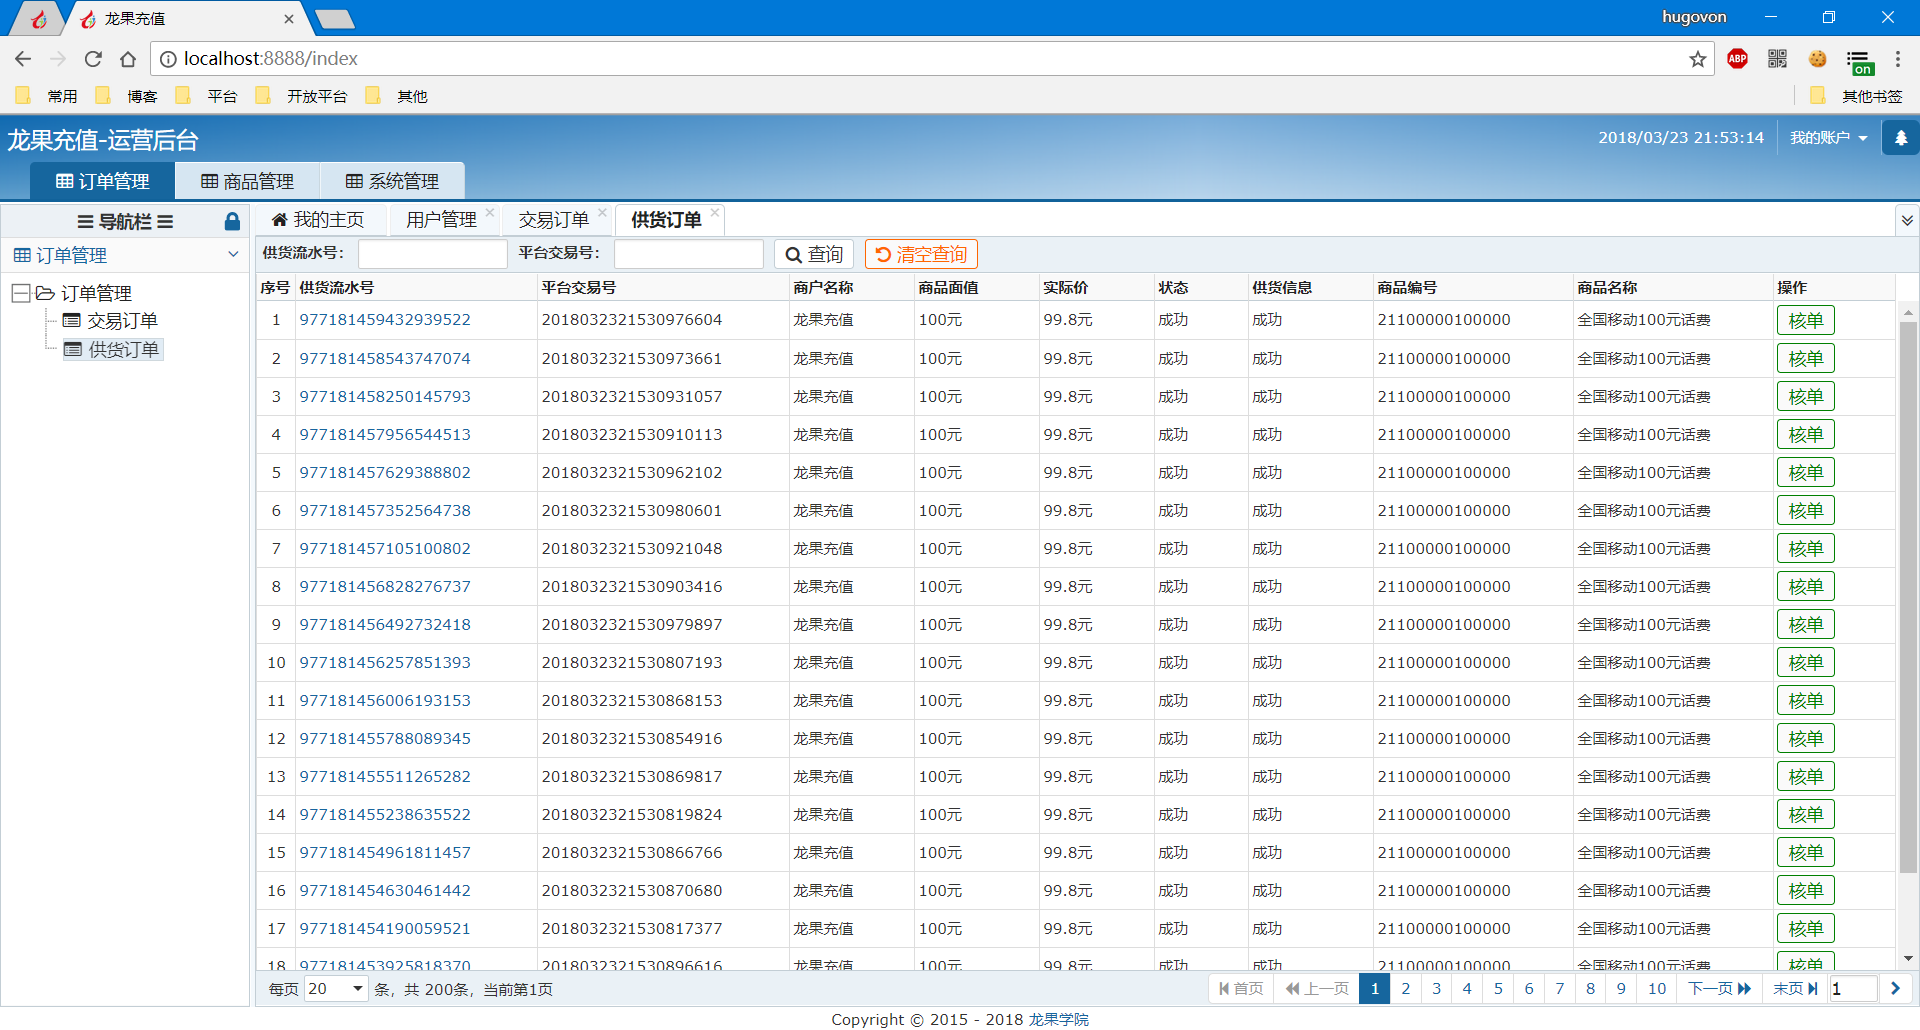 龙果充值
hugovon
localhost:8888/index
ABP
on
常用 博客 平台 开放平台 其他 其他书签
龙果充值-运营后台
2018/03/23 21:53:14 我的账户
订单管理 商品管理 系统管理
导航栏
我的主页 用户管理 交易订单 供货订单
订单管理
供货流水号： 平台交易号： 查询 清空查询
订单管理
交易订单
供货订单
序号 供货流水号 平台交易号 商户名称 商品面值 实际价 状态 供货信息 商品编号 商品名称 操作
1 977181459432939522 2018032321530976604 龙果充值 100元 99.8元 成功 成功 21100000100000 全国移动100元话费 核单
2 977181458543747074 2018032321530973661 龙果充值 100元 99.8元 成功 成功 21100000100000 全国移动100元话费 核单
3 977181458250145793 2018032321530931057 龙果充值 100元 99.8元 成功 成功 21100000100000 全国移动100元话费 核单
4 977181457956544513 2018032321530910113 龙果充值 100元 99.8元 成功 成功 21100000100000 全国移动100元话费 核单
5 977181457629388802 2018032321530962102 龙果充值 100元 99.8元 成功 成功 21100000100000 全国移动100元话费 核单
6 977181457352564738 2018032321530980601 龙果充值 100元 99.8元 成功 成功 21100000100000 全国移动100元话费 核单
7 977181457105100802 2018032321530921048 龙果充值 100元 99.8元 成功 成功 21100000100000 全国移动100元话费 核单
8 977181456828276737 2018032321530903416 龙果充值 100元 99.8元 成功 成功 21100000100000 全国移动100元话费 核单
9 977181456492732418 2018032321530979897 龙果充值 100元 99.8元 成功 成功 21100000100000 全国移动100元话费 核单
10 977181456257851393 2018032321530807193 龙果充值 100元 99.8元 成功 成功 21100000100000 全国移动100元话费 核单
11 977181456006193153 2018032321530868153 龙果充值 100元 99.8元 成功 成功 21100000100000 全国移动100元话费 核单
12 977181455788089345 2018032321530854916 龙果充值 100元 99.8元 成功 成功 21100000100000 全国移动100元话费 核单
13 977181455511265282 2018032321530869817 龙果充值 100元 99.8元 成功 成功 21100000100000 全国移动100元话费 核单
14 977181455238635522 2018032321530819824 龙果充值 100元 99.8元 成功 成功 21100000100000 全国移动100元话费 核单
15 977181454961811457 2018032321530866766 龙果充值 100元 99.8元 成功 成功 21100000100000 全国移动100元话费 核单
16 977181454630461442 2018032321530870680 龙果充值 100元 99.8元 成功 成功 21100000100000 全国移动100元话费 核单
17 977181454190059521 2018032321530817377 龙果充值 100元 99.8元 成功 成功 21100000100000 全国移动100元话费 核单
18 977181453925818370 2018032321530896616 龙果充值 100元 99.8元 成功 成功 21100000100000 全国移动100元话费 核单
每页 20 条，共 200条，当前第1页 首页 上一页 1 2 3 4 5 6 7 8 9 10 下一页 末页 1
Copyright © 2015 - 2018 龙果学院